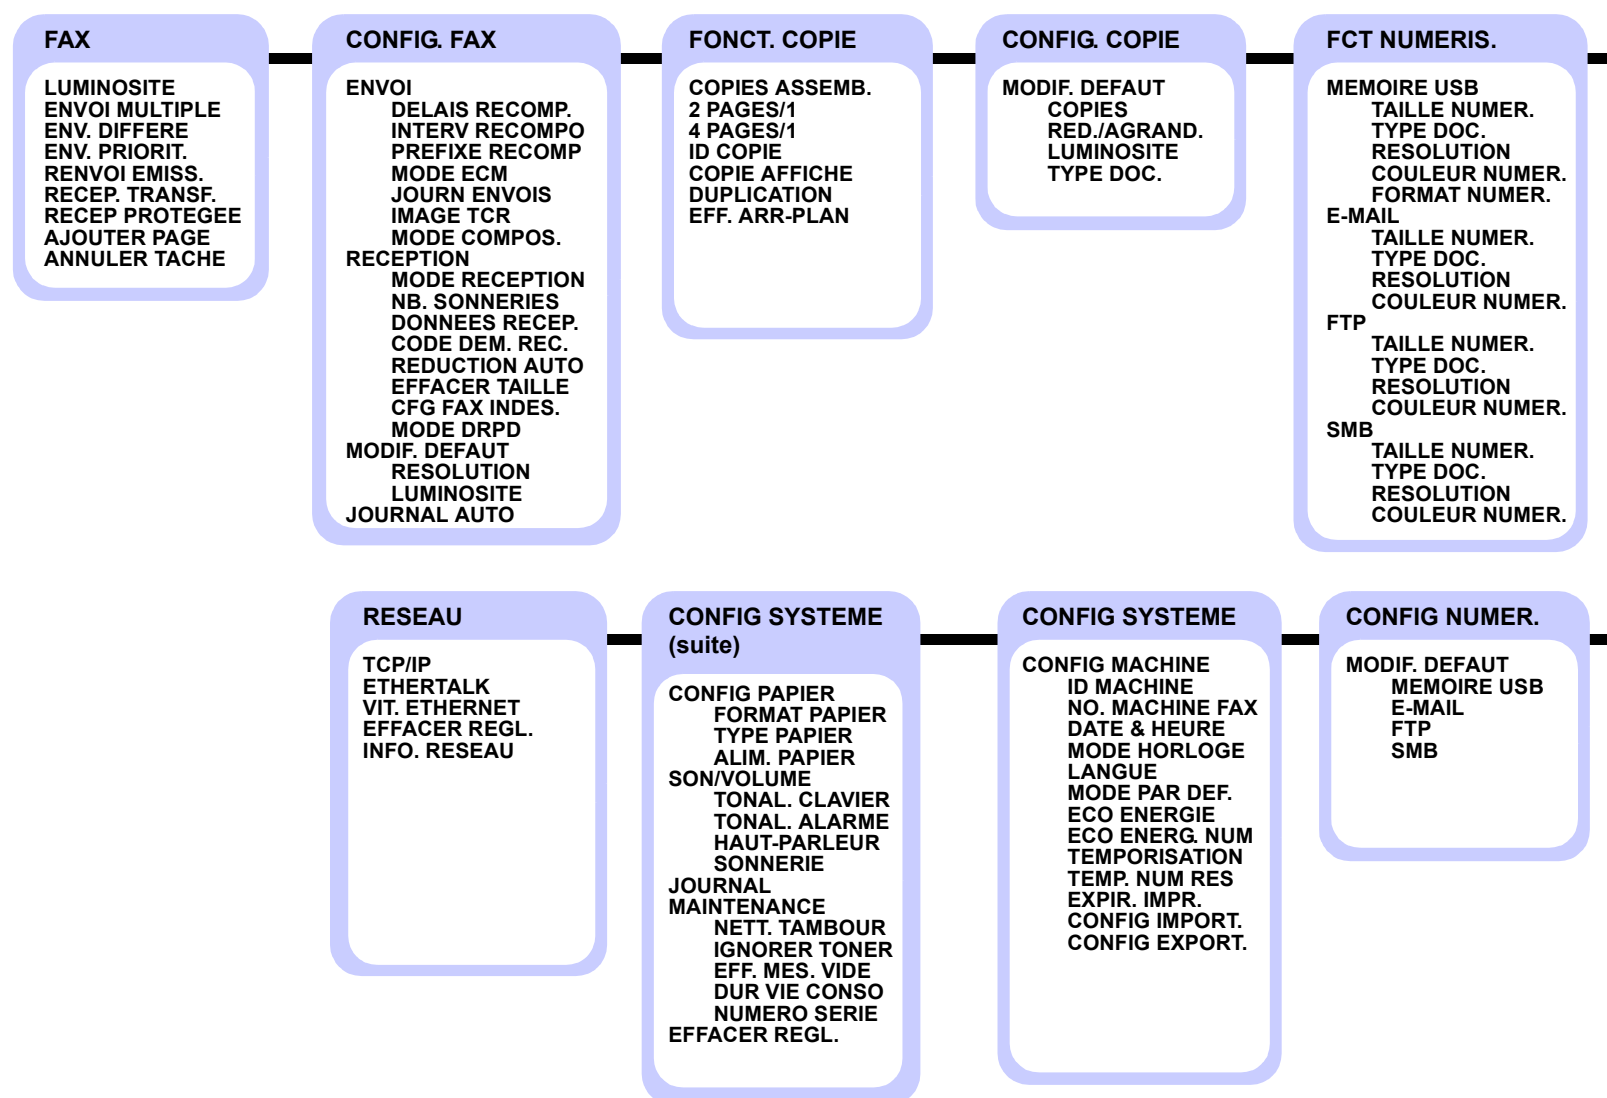 FAX
LUMINOSITE
ENVOI MULTIPLE
ENV. DIFFERE
ENV. PRIORIT.
RENVOI EMISS.
RECEP. TRANSF.
RECEP PROTEGEE
AJOUTER PAGE
ANNULER TACHE
CONFIG. FAX
ENVOI
DELAIS RECOMP.
INTERV RECOMPO
PREFIXE RECOMP
MODE ECM
JOURN ENVOIS
IMAGE TCR
MODE COMPOS.
RECEPTION
MODE RECEPTION
NB. SONNERIES
DONNEES RECEP.
CODE DEM. REC.
REDUCTION AUTO
EFFACER TAILLE
CFG FAX INDES.
MODE DRPD
MODIF. DEFAUT
RESOLUTION
LUMINOSITE
JOURNAL AUTO
FONCT. COPIE
COPIES ASSEMB.
2 PAGES/1
4 PAGES/1
ID COPIE
COPIE AFFICHE
DUPLICATION
EFF. ARR-PLAN
CONFIG. COPIE
MODIF. DEFAUT
COPIES
RED./AGRAND.
LUMINOSITE
TYPE DOC.
FCT NUMERIS.
MEMOIRE USB
TAILLE NUMER.
TYPE DOC.
RESOLUTION
COULEUR NUMER.
FORMAT NUMER.
E-MAIL
TAILLE NUMER.
TYPE DOC.
RESOLUTION
COULEUR NUMER.
FTP
TAILLE NUMER.
TYPE DOC.
RESOLUTION
COULEUR NUMER.
SMB
TAILLE NUMER.
TYPE DOC.
RESOLUTION
COULEUR NUMER.
RESEAU
TCP/IP
ETHERTALK
VIT. ETHERNET
EFFACER REGL.
INFO. RESEAU
CONFIG SYSTEME
(suite)
CONFIG PAPIER
FORMAT PAPIER
TYPE PAPIER
ALIM. PAPIER
SON/VOLUME
TONAL. CLAVIER
TONAL. ALARME
HAUT-PARLEUR
SONNERIE
JOURNAL
MAINTENANCE
NETT. TAMBOUR
IGNORER TONER
EFF. MES. VIDE
DUR VIE CONSO
NUMERO SERIE
EFFACER REGL.
CONFIG SYSTEME
CONFIG MACHINE
ID MACHINE
NO. MACHINE FAX
DATE & HEURE
MODE HORLOGE
LANGUE
MODE PAR DEF.
ECO ENERGIE
ECO ENERG. NUM
TEMPORISATION
TEMP. NUM RES
EXPIR. IMPR.
CONFIG IMPORT.
CONFIG EXPORT.
CONFIG NUMER.
MODIF. DEFAUT
MEMOIRE USB
E-MAIL
FTP
SMB